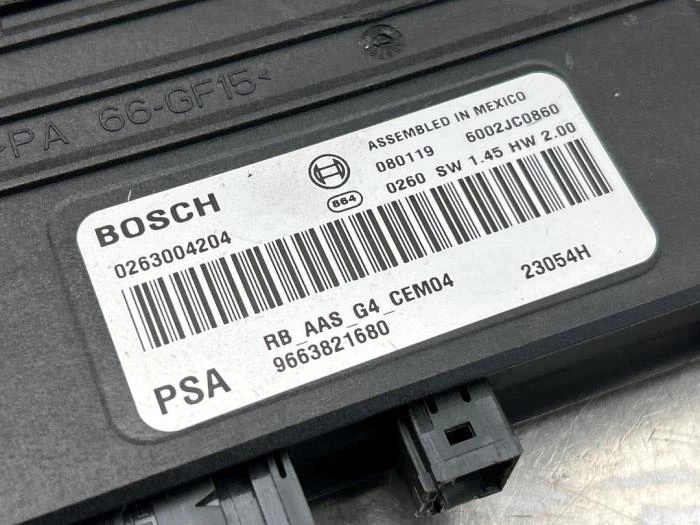 >PA 66-GF15<
ASSEMBLED IN MEXICO
080119 6002JC0860
864 0260 SW 1.45 HW 2.00
BOSCH
0263004204
RB_AAS_G4_CEM04 23054H
9663821680
PSA